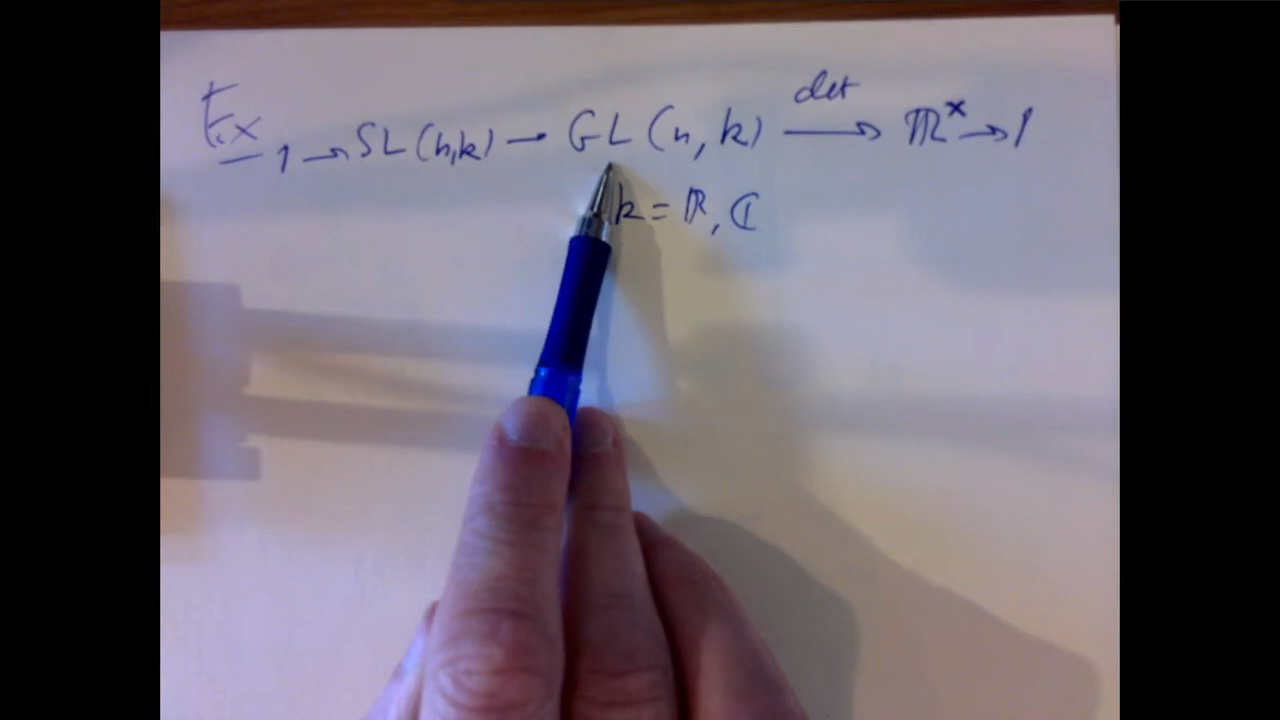 Ex 1 → SL(n,k) → GL(n,k) det → ℝ^× → 1
k = ℝ, ℂ